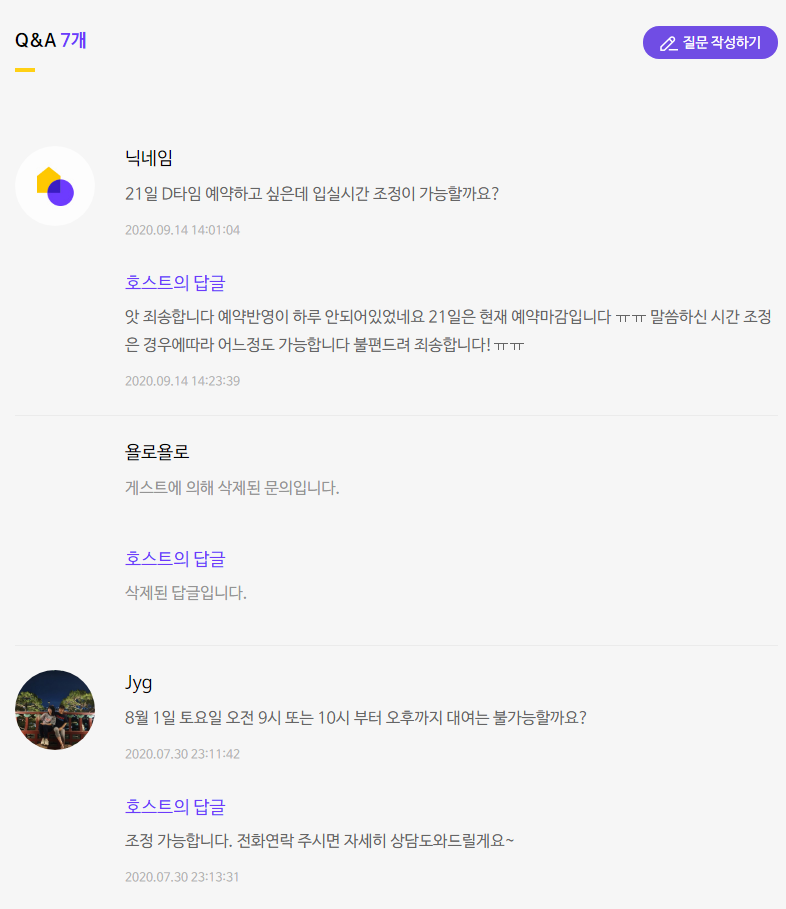 Q&A 7개
질문 작성하기
닉네임
21일 D타임 예약하고 싶은데 입실시간 조정이 가능할까요?
2020.09.14 14:01:04
호스트의 답글
앗 죄송합니다 예약반영이 하루 안되어있었네요 21일은 현재 예약마감입니다 ㅠㅠ 말씀하신 시간 조정
은 경우에따라 어느정도 가능합니다 불편드려 죄송합니다! ㅠㅠ
2020.09.14 14:23:39
욜로욜로
게스트에 의해 삭제된 문의입니다.
호스트의 답글
삭제된 답글입니다.
Jyg
8월 1일 토요일 오전 9시 또는 10시 부터 오후까지 대여는 불가능할까요?
2020.07.30 23:11:42
호스트의 답글
조정 가능합니다. 전화연락 주시면 자세히 상담도와드릴게요~
2020.07.30 23:13:31